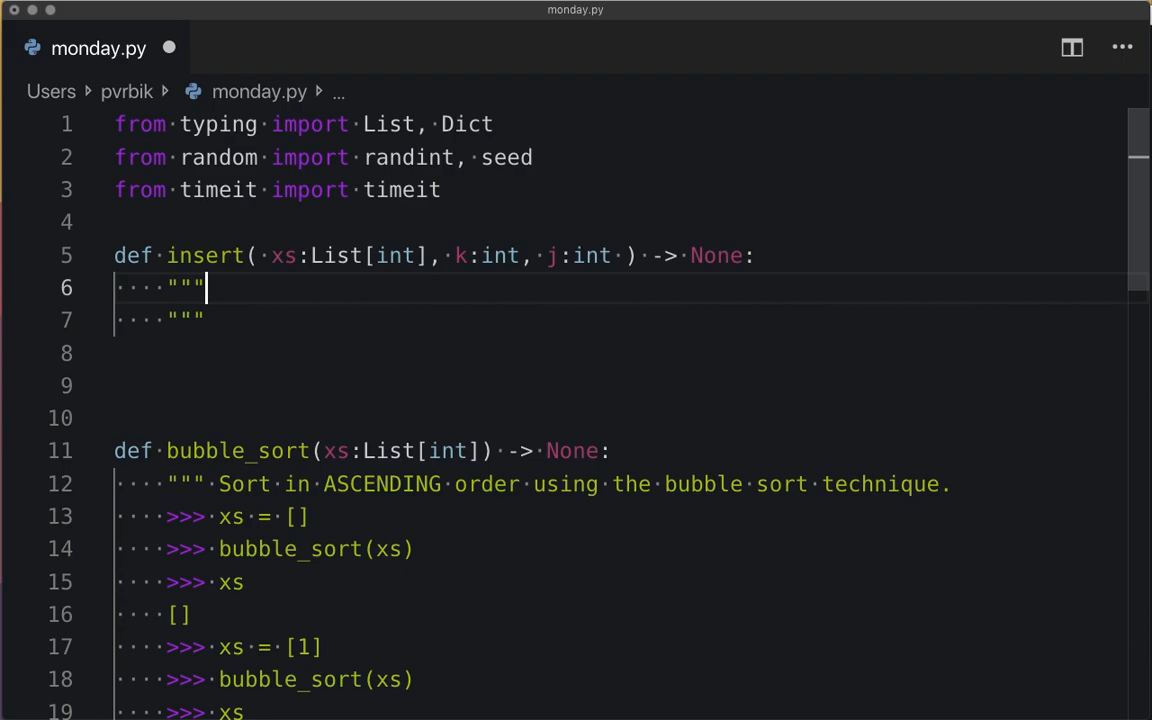 monday.py
monday.py
Users pvrbik monday.py ...
1 from typing import List, Dict
2 from random import randint, seed
3 from timeit import timeit
4
5 def insert( xs:List[int], k:int, j:int ) -> None:
6     """
7     """
8
9
10
11 def bubble_sort(xs:List[int]) -> None:
12     """ Sort in ASCENDING order using the bubble sort technique.
13     >>> xs = []
14     >>> bubble_sort(xs)
15     >>> xs
16     []
17     >>> xs = [1]
18     >>> bubble_sort(xs)
19     >>> xs